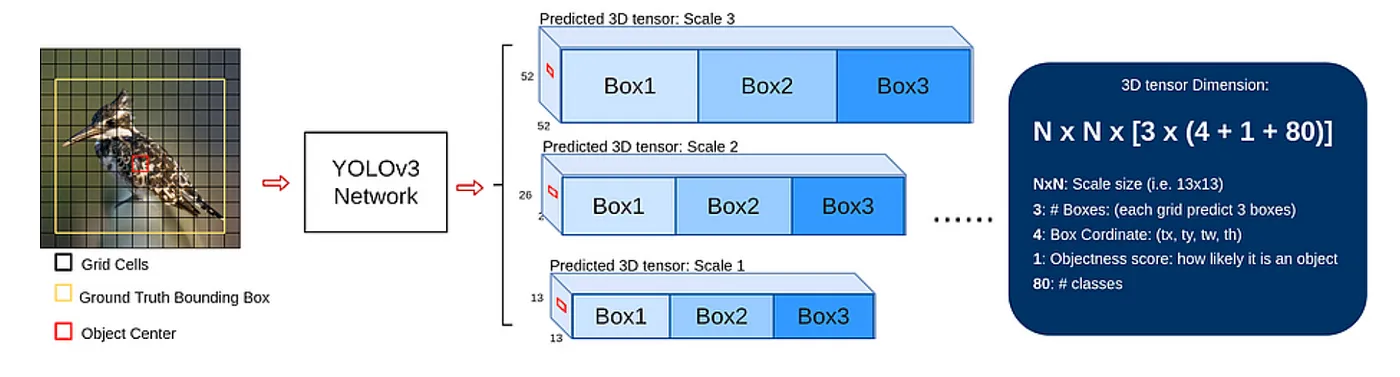 Grid Cells
Ground Truth Bounding Box
Object Center
YOLOv3
Network
Predicted 3D tensor: Scale 3
52
52
Box1
Box2
Box3
Predicted 3D tensor: Scale 2
26
2
Box1
Box2
Box3
Predicted 3D tensor: Scale 1
13
13
Box1
Box2
Box3
......
3D tensor Dimension:
N x N x [3 x (4 + 1 + 80)]
NxN: Scale size (i.e. 13x13)
3: # Boxes: (each grid predict 3 boxes)
4: Box Cordinate: (tx, ty, tw, th)
1: Objectness score: how likely it is an object
80: # classes